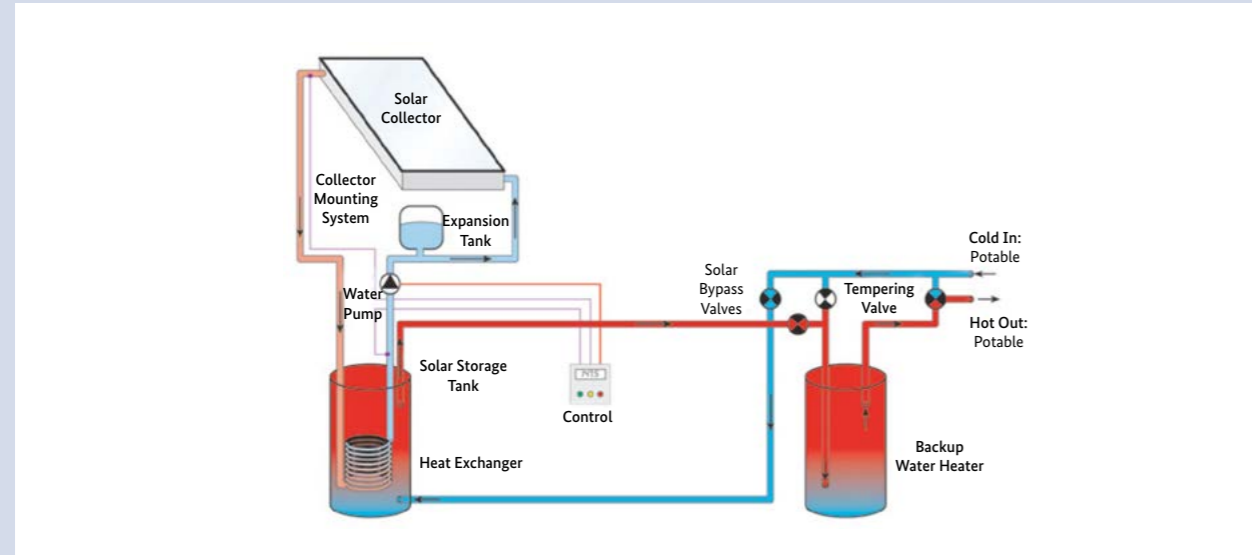 Solar
Collector
Collector
Mounting
System
Expansion
Tank
Water
Pump
Solar
Bypass
Valves
Tempering
Valve
Cold In:
Potable
Hot Out:
Potable
Solar Storage
Tank
NTS
Control
Heat Exchanger
Backup
Water Heater